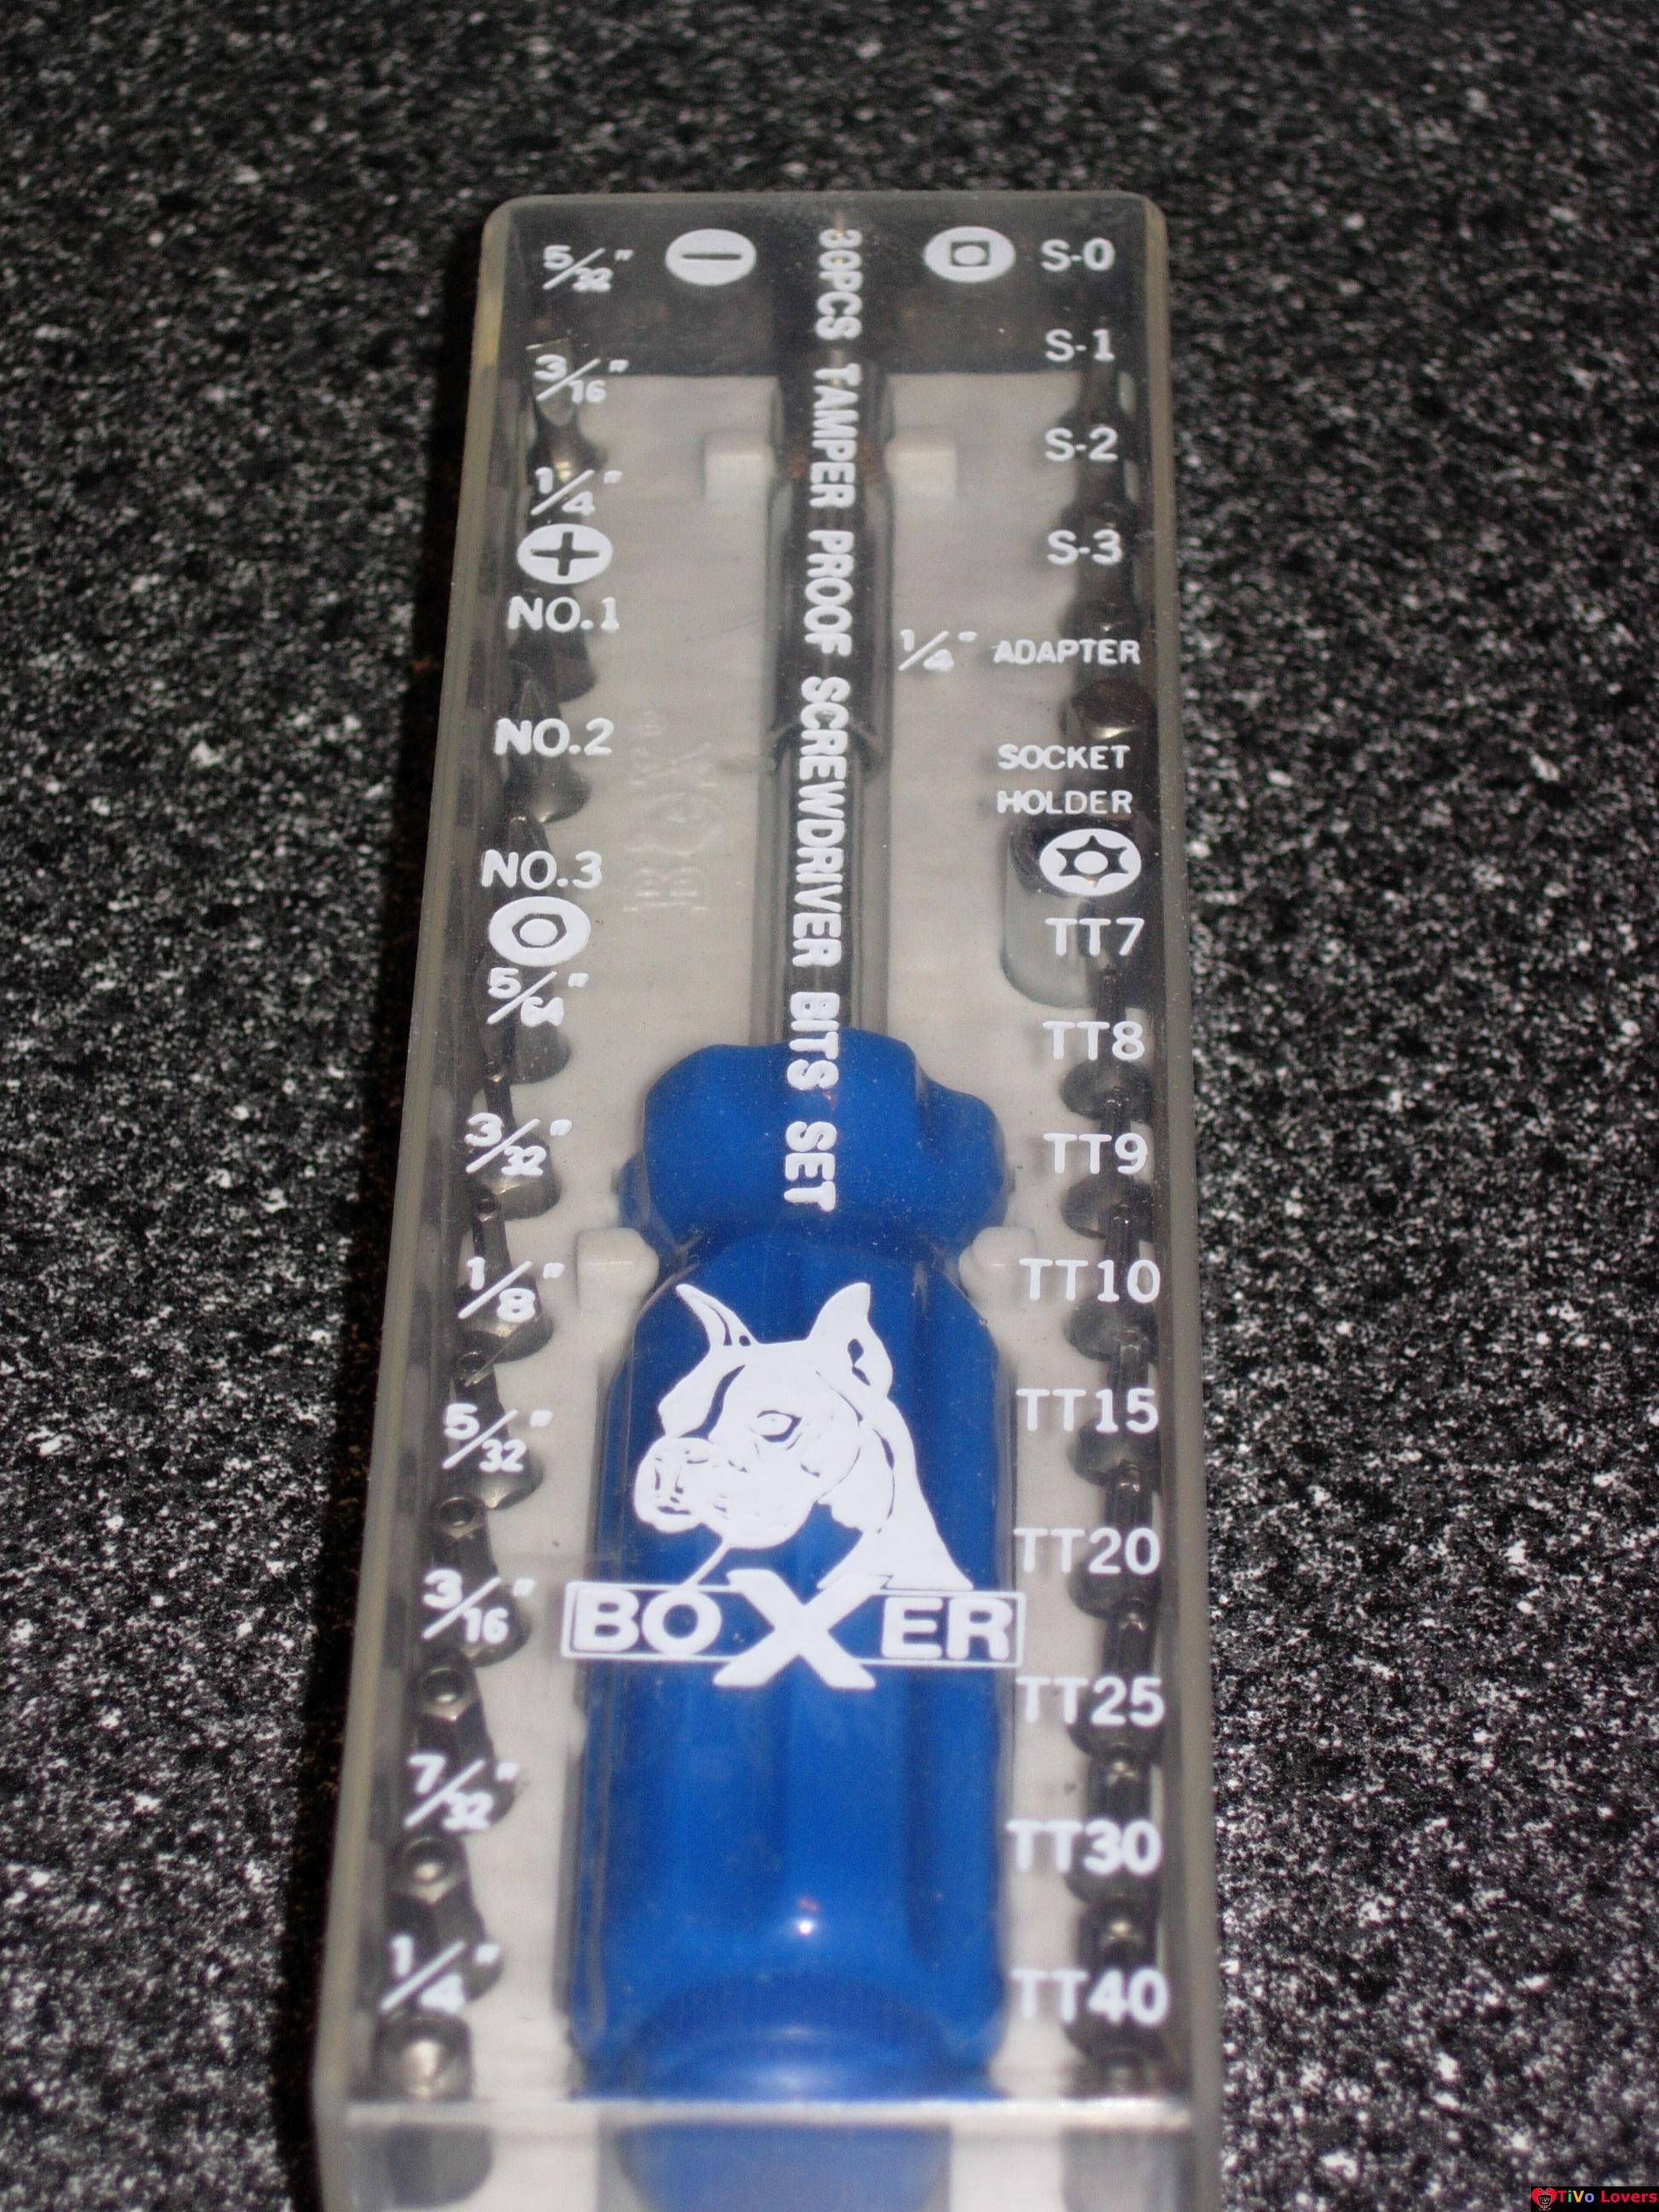 5/32"
3/16"
1/4"
NO.1
NO.2
NO.3
5/64"
3/32"
1/8"
5/32"
3/16"
7/32"
1/4"
30PCS TAMPER PROOF SCREWDRIVER BITS SET
BOXER
S-0
S-1
S-2
S-3
1/4" ADAPTER
SOCKET
HOLDER
TT7
TT8
TT9
TT10
TT15
TT20
TT25
TT30
TT40
TiVo Lovers